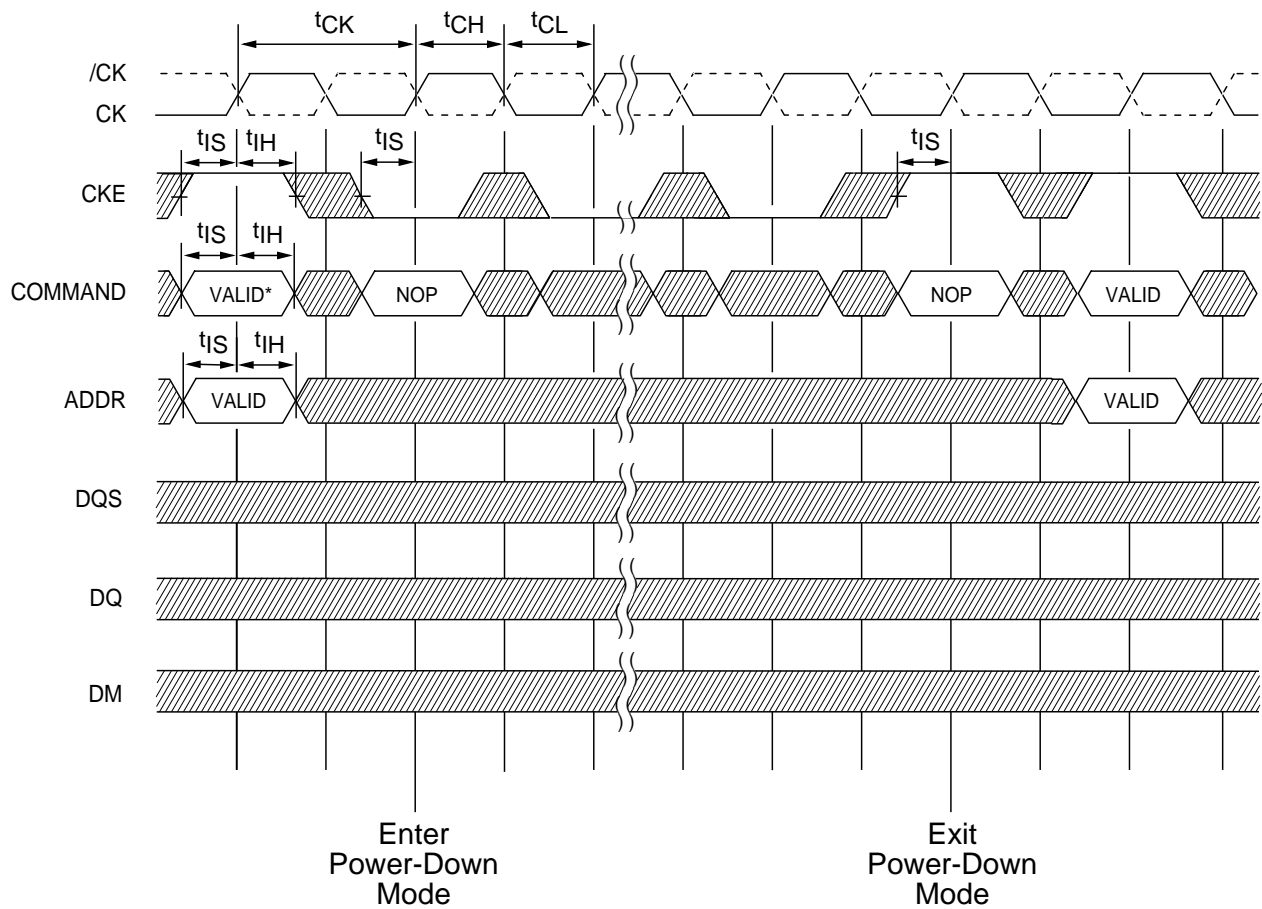 tCK
tCH
tCL
/CK
CK
tIS
tIH
tIS
tIS
CKE
tIS
tIH
COMMAND
VALID*
NOP
NOP
VALID
tIS
tIH
ADDR
VALID
VALID
DQS
DQ
DM
Enter
Power-Down
Mode
Exit
Power-Down
Mode